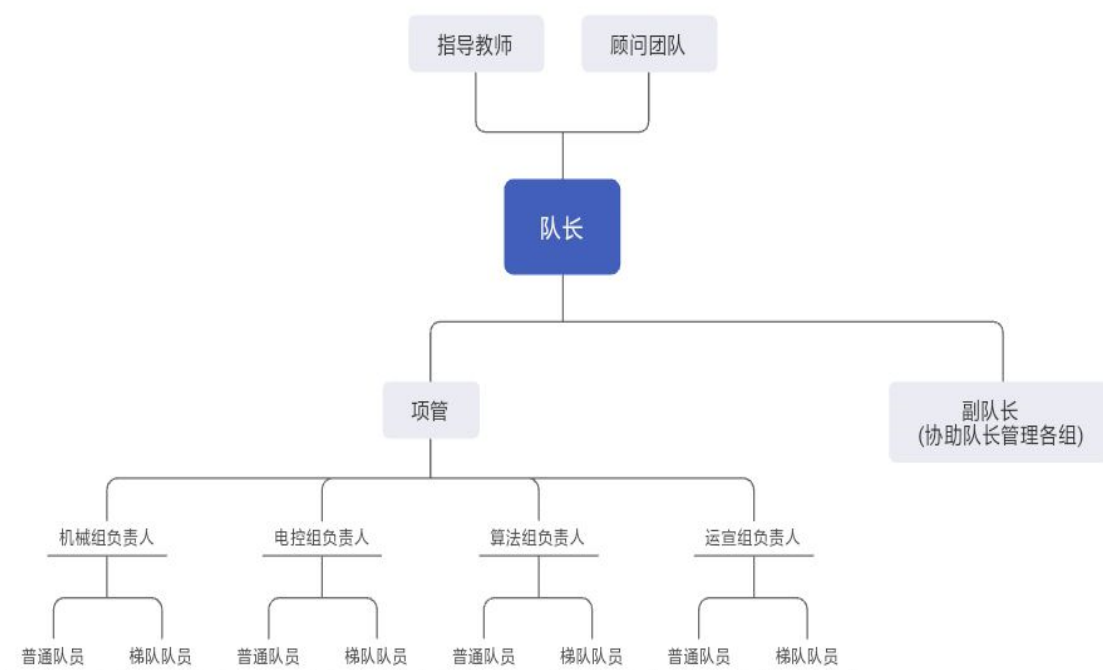 指导教师
顾问团队
队长
项管
副队长
(协助队长管理各组)
机械组负责人
电控组负责人
算法组负责人
运宣组负责人
普通队员
梯队队员
普通队员
梯队队员
普通队员
梯队队员
普通队员
梯队队员